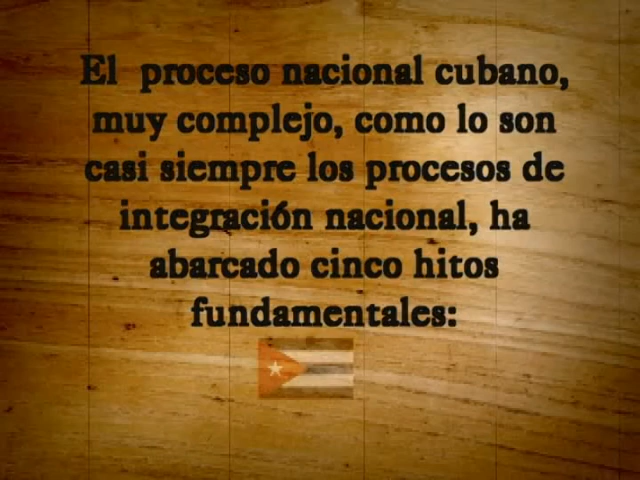 El proceso nacional cubano,
muy complejo, como lo son
casi siempre los procesos de
integración nacional, ha
abarcado cinco hitos
fundamentales: